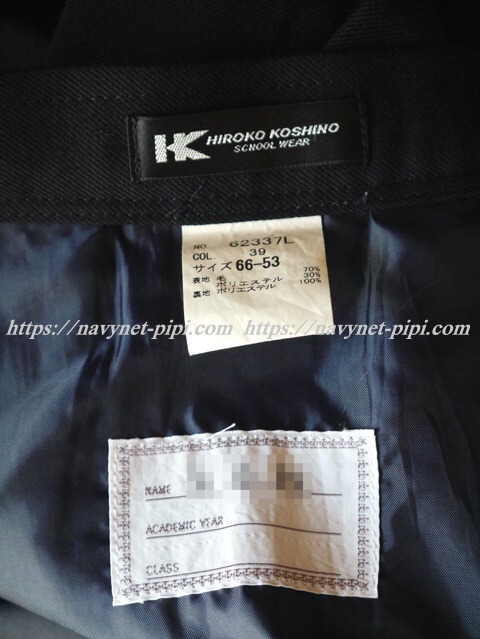 HK HIROKO KOSHINO
SCHOOL WEAR
NO 62337L
COL. 39
サイズ 66-53
表地 毛 70%
ポリエステル 30%
裏地 ポリエステル 100%
https://navynet-pipi.com/ https://navynet-pipi.com/
NAME
ACADEMIC YEAR
CLASS